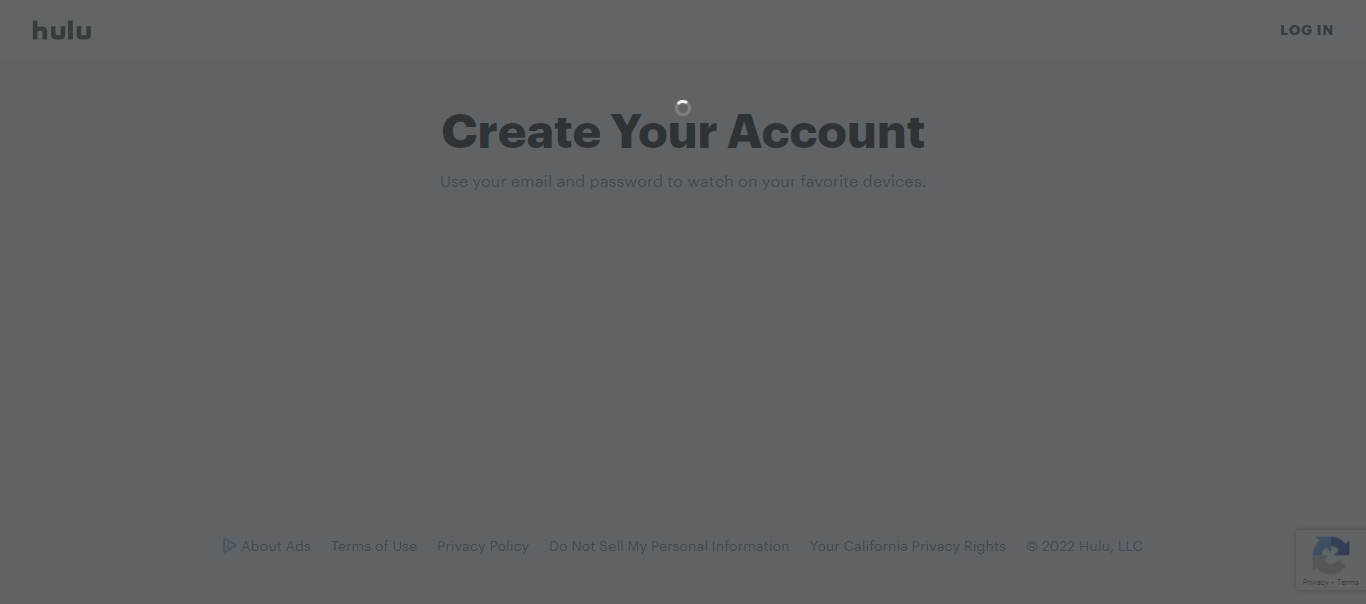 hulu
LOG IN
Create Your Account
Use your email and password to watch on your favorite devices.
About Ads Terms of Use Privacy Policy Do Not Sell My Personal Information Your California Privacy Rights © 2022 Hulu, LLC
Privacy - Terms